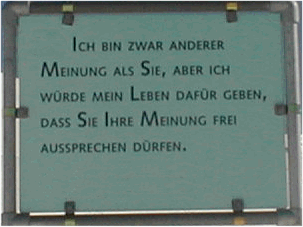 Ich bin zwar anderer
Meinung als Sie, aber ich
würde mein Leben dafür geben,
dass Sie Ihre Meinung frei
aussprechen dürfen.